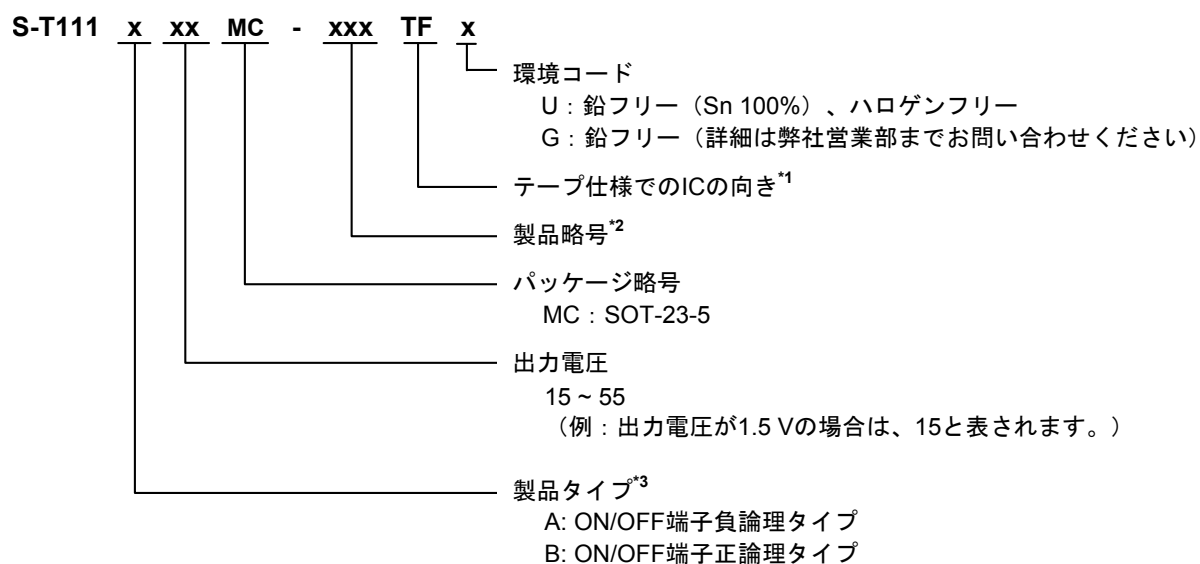 S-T111 x xx MC - xxx TF x
環境コード
U：鉛フリー（Sn 100%）、ハロゲンフリー
G：鉛フリー（詳細は弊社営業部までお問い合わせください）
テープ仕様でのICの向き*1
製品略号*2
パッケージ略号
MC：SOT-23-5
出力電圧
15 ~ 55
（例：出力電圧が1.5 Vの場合は、15と表されます。）
製品タイプ*3
A: ON/OFF端子負論理タイプ
B: ON/OFF端子正論理タイプ